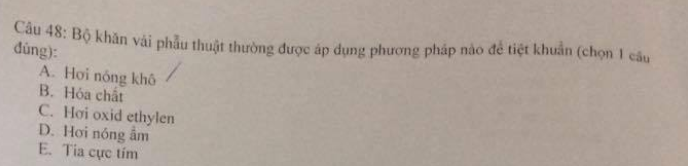 Câu 48: Bộ khăn vải phẫu thuật thường được áp dụng phương pháp nào để tiệt khuẩn (chọn 1 câu
đúng):
A. Hơi nóng khô
B. Hóa chất
C. Hơi oxid ethylen
D. Hơi nóng ẩm
E. Tia cực tím